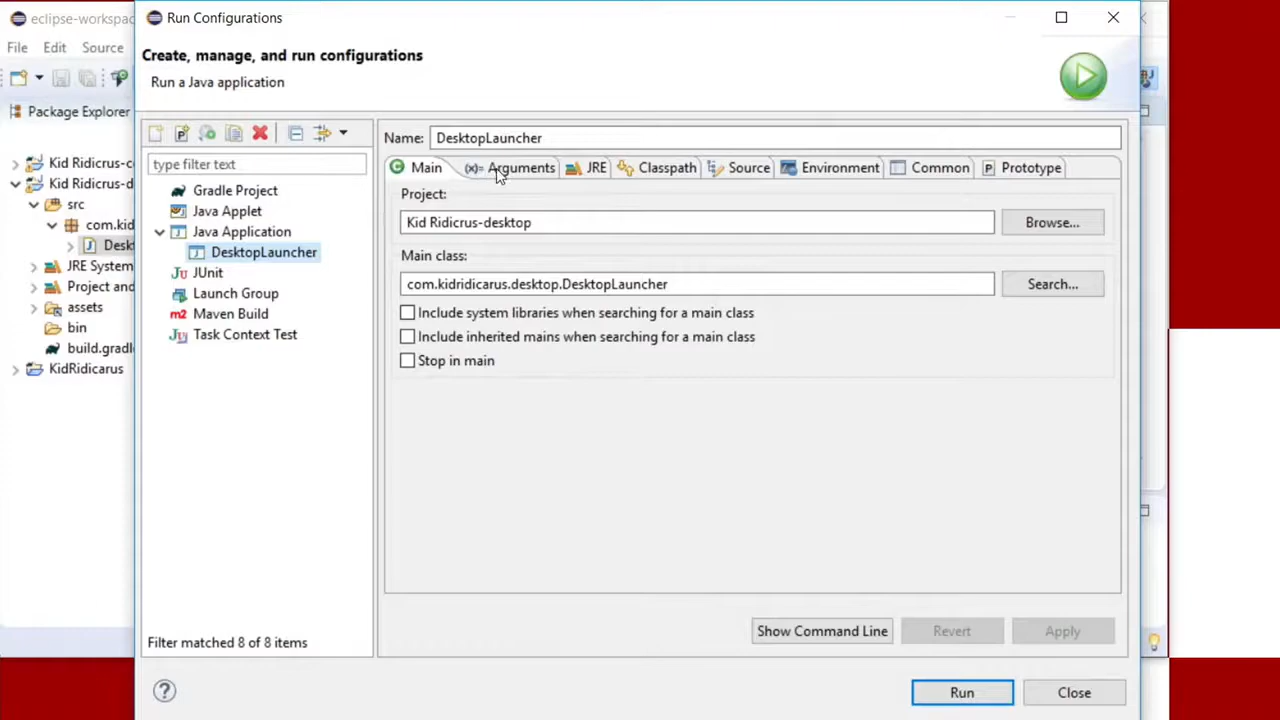 eclipse-workspac
Run Configurations
File Edit Source
Create, manage, and run configurations
Run a Java application
Package Explorer
Kid Ridicrus-c
Kid Ridicrus-d
src
com.kid
Deskt
JRE System
Project and
assets
bin
build.gradl
KidRidicarus
type filter text
Gradle Project
Java Applet
Java Application
DesktopLauncher
JUnit
Launch Group
Maven Build
Task Context Test
Filter matched 8 of 8 items
Name: DesktopLauncher
Main (x)= Arguments JRE Classpath Source Environment Common P Prototype
Project:
Kid Ridicrus-desktop Browse...
Main class:
com.kidridicarus.desktop.DesktopLauncher Search...
Include system libraries when searching for a main class
Include inherited mains when searching for a main class
Stop in main
Show Command Line Revert Apply
Run Close